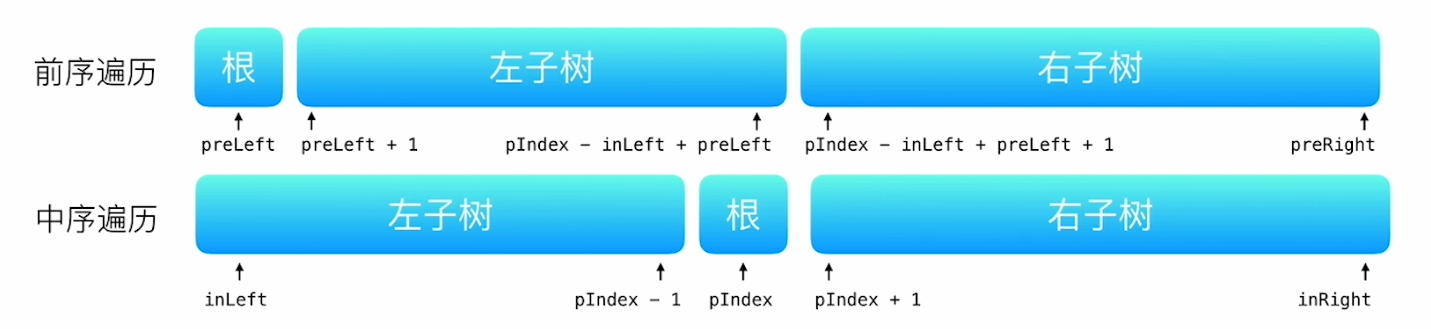 前序遍历 根 左子树 右子树
preLeft preLeft + 1 pIndex - inLeft + preLeft pIndex - inLeft + preLeft + 1 preRight
中序遍历 左子树 根 右子树
inLeft pIndex - 1 pIndex pIndex + 1 inRight